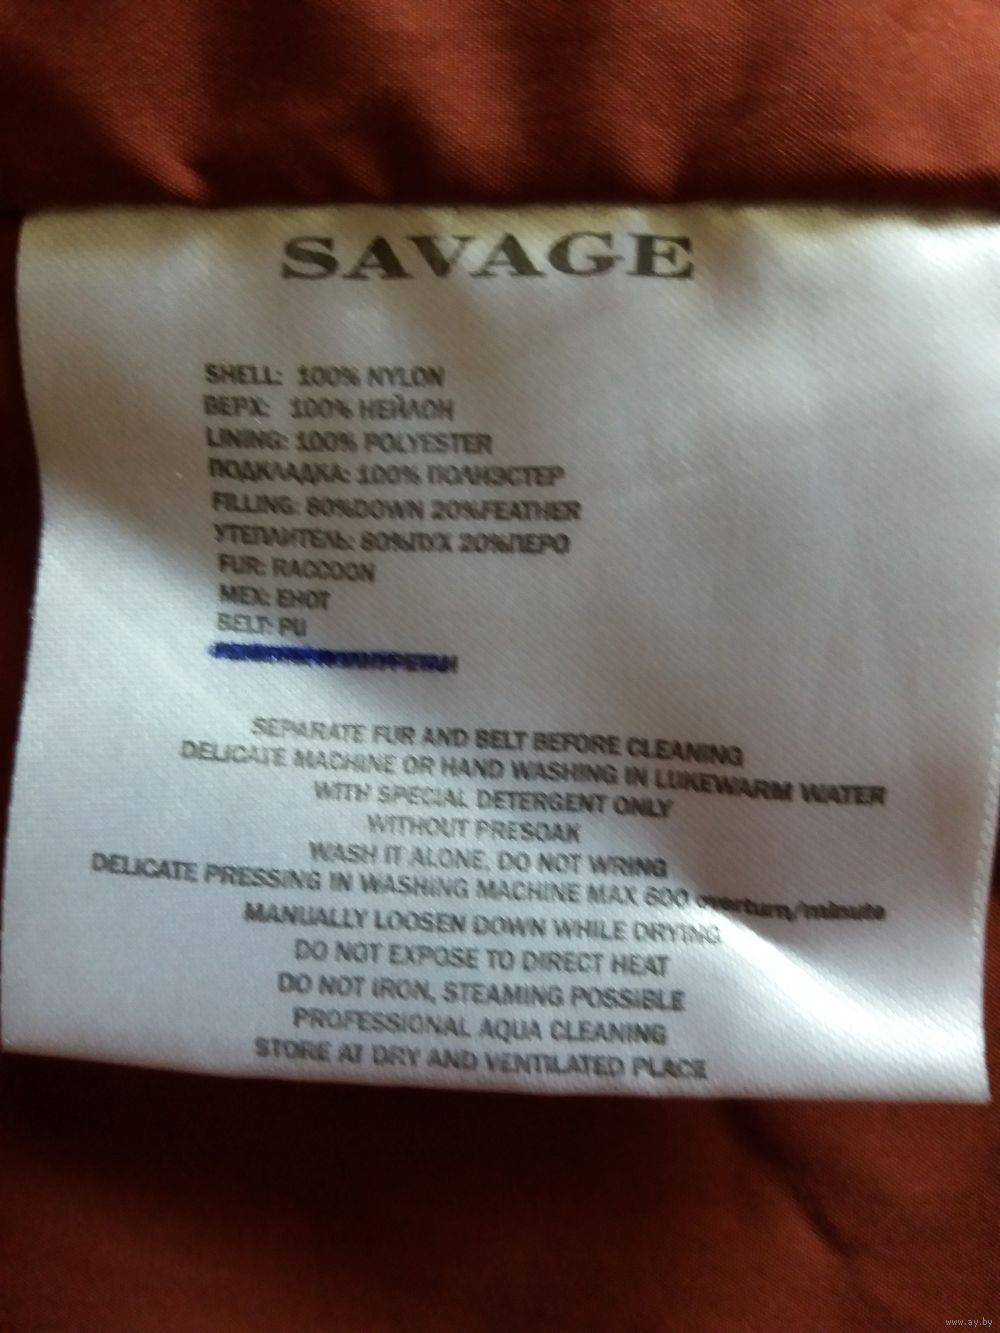 SAVAGE
SHELL: 100% NYLON
ВЕРХ: 100% НЕЙЛОН
LINING: 100% POLYESTER
ПОДКЛАДКА: 100% ПОЛИЭСТЕР
FILLING: 80%DOWN 20%FEATHER
УТЕПЛИТЕЛЬ: 80%ПУХ 20%ПЕРО
FUR: RACCOON
МЕХ: ЕНОТ
BELT: PU
SEPARATE FUR AND BELT BEFORE CLEANING
DELICATE MACHINE OR HAND WASHING IN LUKEWARM WATER
WITH SPECIAL DETERGENT ONLY
WITHOUT PRESOAK
WASH IT ALONE, DO NOT WRING
DELICATE PRESSING IN WASHING MACHINE MAX 600 overturn/minute
MANUALLY LOOSEN DOWN WHILE DRYING
DO NOT EXPOSE TO DIRECT HEAT
DO NOT IRON, STEAMING POSSIBLE
PROFESSIONAL AQUA CLEANING
STORE AT DRY AND VENTILATED PLACE
www.ay.by